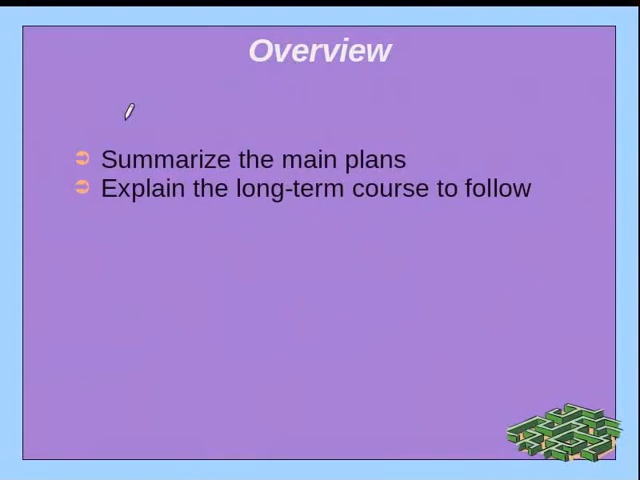 Overview
Summarize the main plans
Explain the long-term course to follow